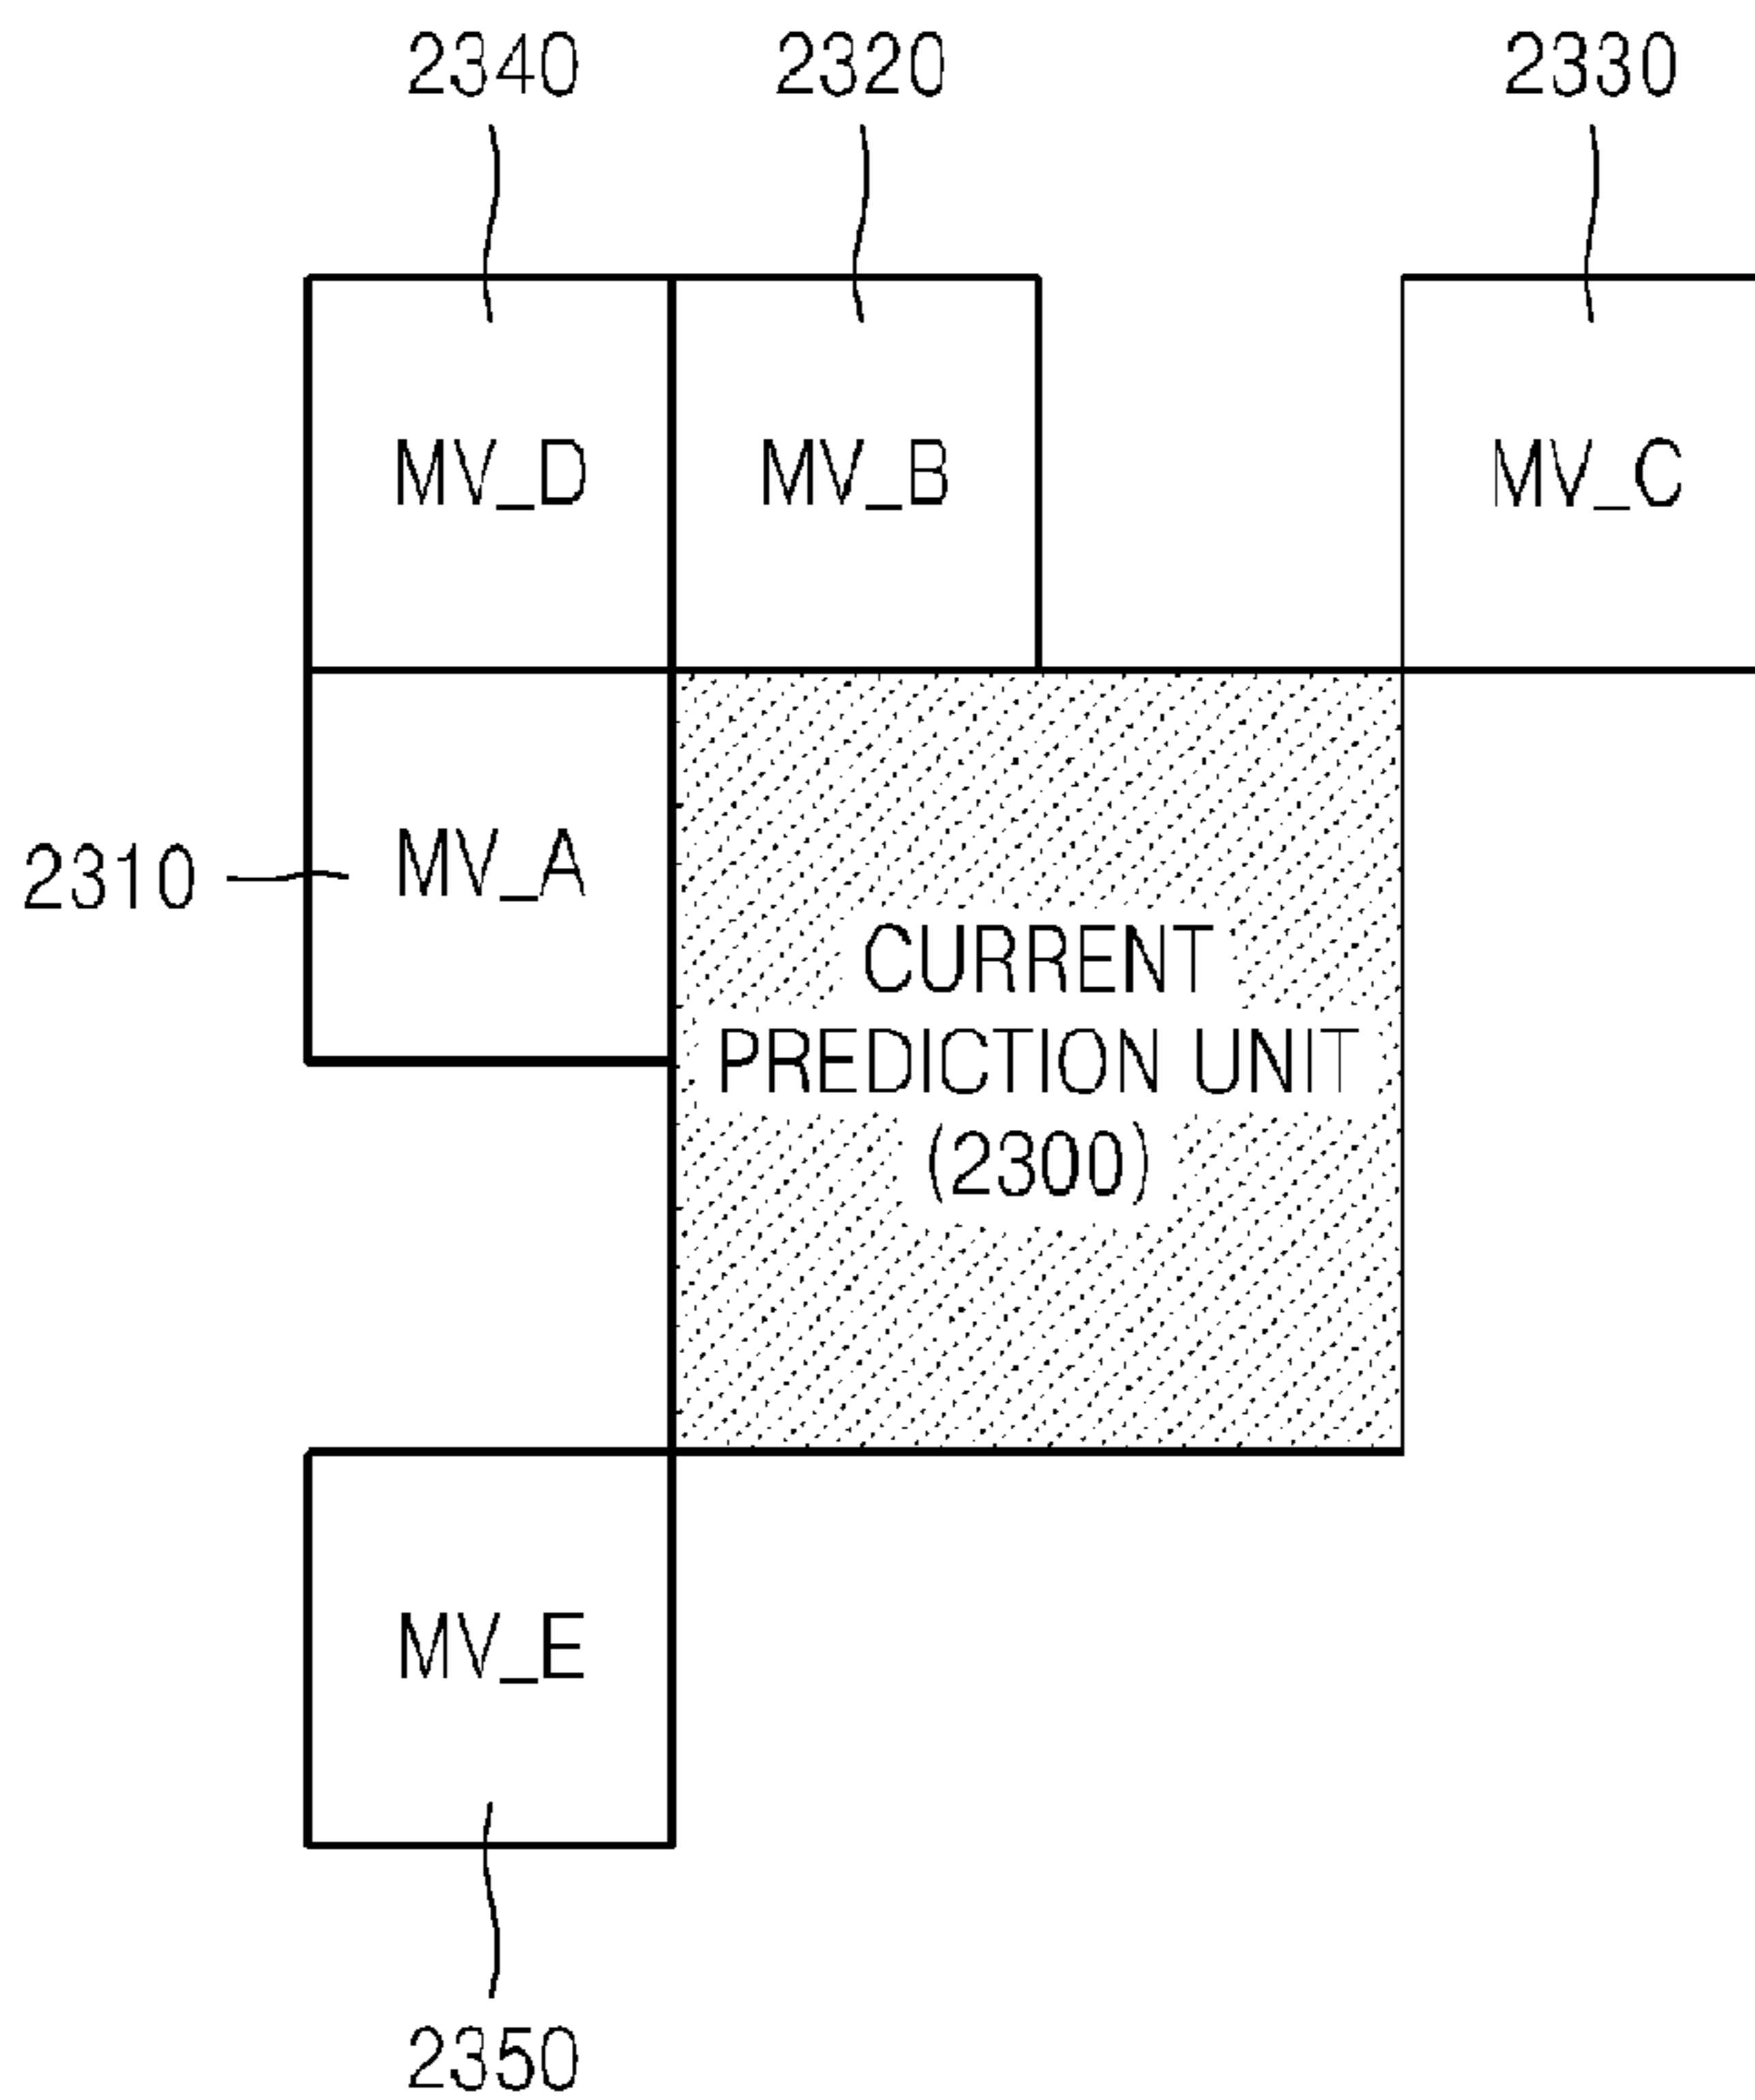 2340
2320
2330
MV_D
MV_B
MV_C
2310
MV_A
CURRENT
PREDICTION UNIT
(2300)
MV_E
2350